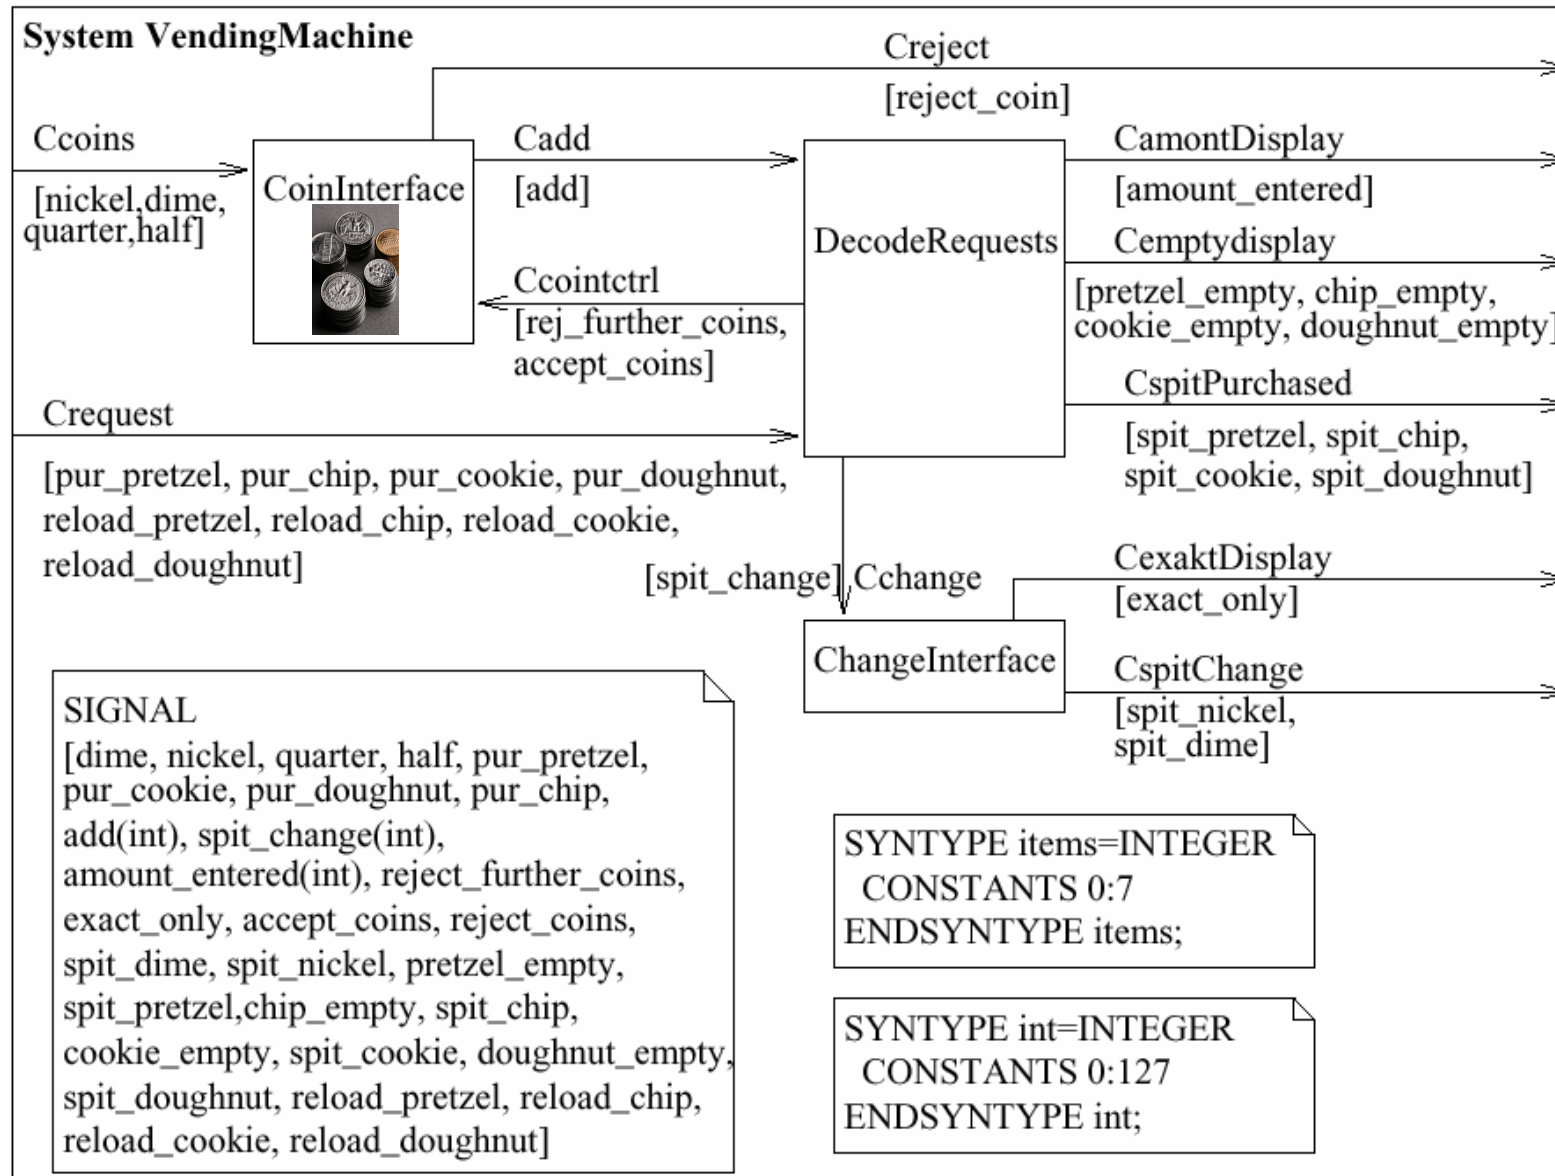 System VendingMachine
Creject
[reject_coin]
Ccoins
[nickel,dime,
quarter,half]
CoinInterface
Cadd
[add]
Ccointctrl
[rej_further_coins,
accept_coins]
DecodeRequests
CamontDisplay
[amount_entered]
Cemptydisplay
[pretzel_empty, chip_empty,
cookie_empty, doughnut_empty]
CspitPurchased
[spit_pretzel, spit_chip,
spit_cookie, spit_doughnut]
Crequest
[pur_pretzel, pur_chip, pur_cookie, pur_doughnut,
reload_pretzel, reload_chip, reload_cookie,
reload_doughnut]
[spit_change] Cchange
CexaktDisplay
[exact_only]
ChangeInterface
CspitChange
[spit_nickel,
spit_dime]
SIGNAL
[dime, nickel, quarter, half, pur_pretzel,
pur_cookie, pur_doughnut, pur_chip,
add(int), spit_change(int),
amount_entered(int), reject_further_coins,
exact_only, accept_coins, reject_coins,
spit_dime, spit_nickel, pretzel_empty,
spit_pretzel,chip_empty, spit_chip,
cookie_empty, spit_cookie, doughnut_empty,
spit_doughnut, reload_pretzel, reload_chip,
reload_cookie, reload_doughnut]
SYNTYPE items=INTEGER
CONSTANTS 0:7
ENDSYNTYPE items;
SYNTYPE int=INTEGER
CONSTANTS 0:127
ENDSYNTYPE int;